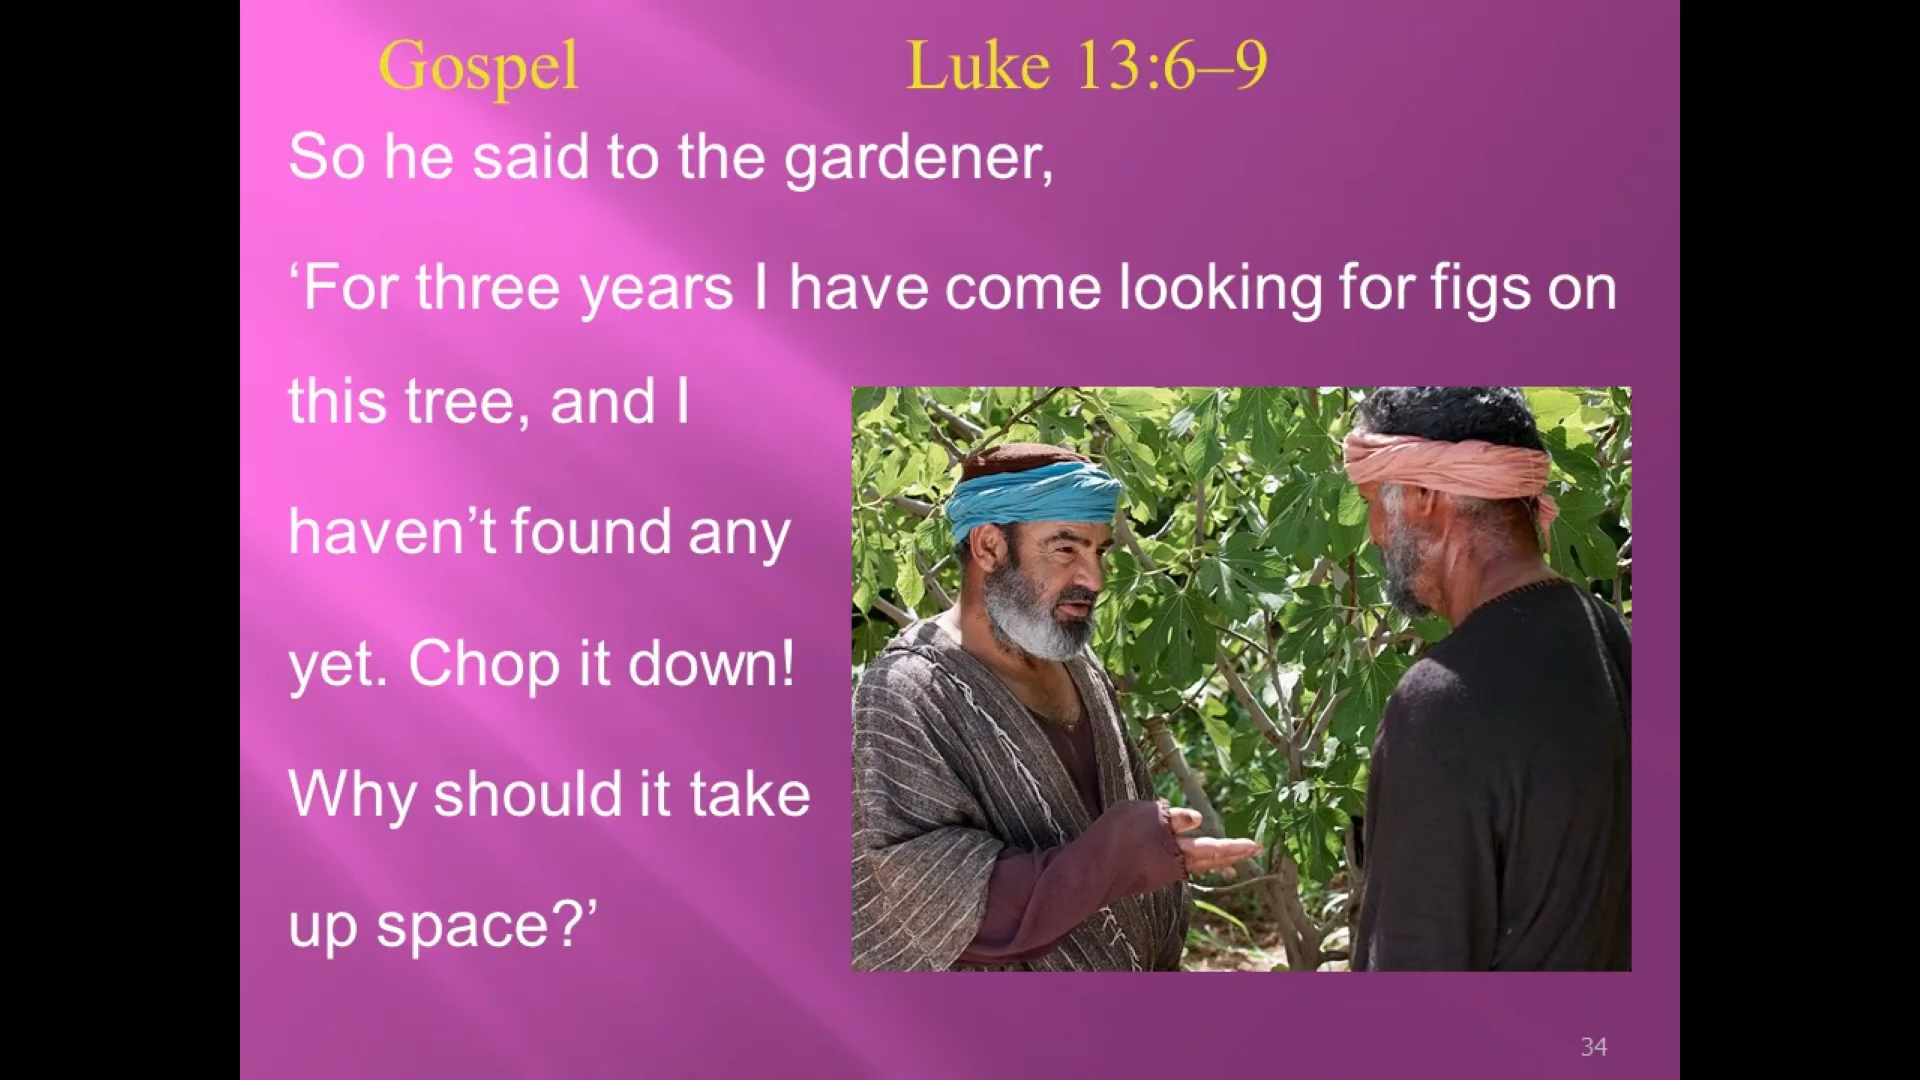 Gospel Luke 13:6–9
So he said to the gardener,
‘For three years I have come looking for figs on
this tree, and I
haven’t found any
yet. Chop it down!
Why should it take
up space?’
34